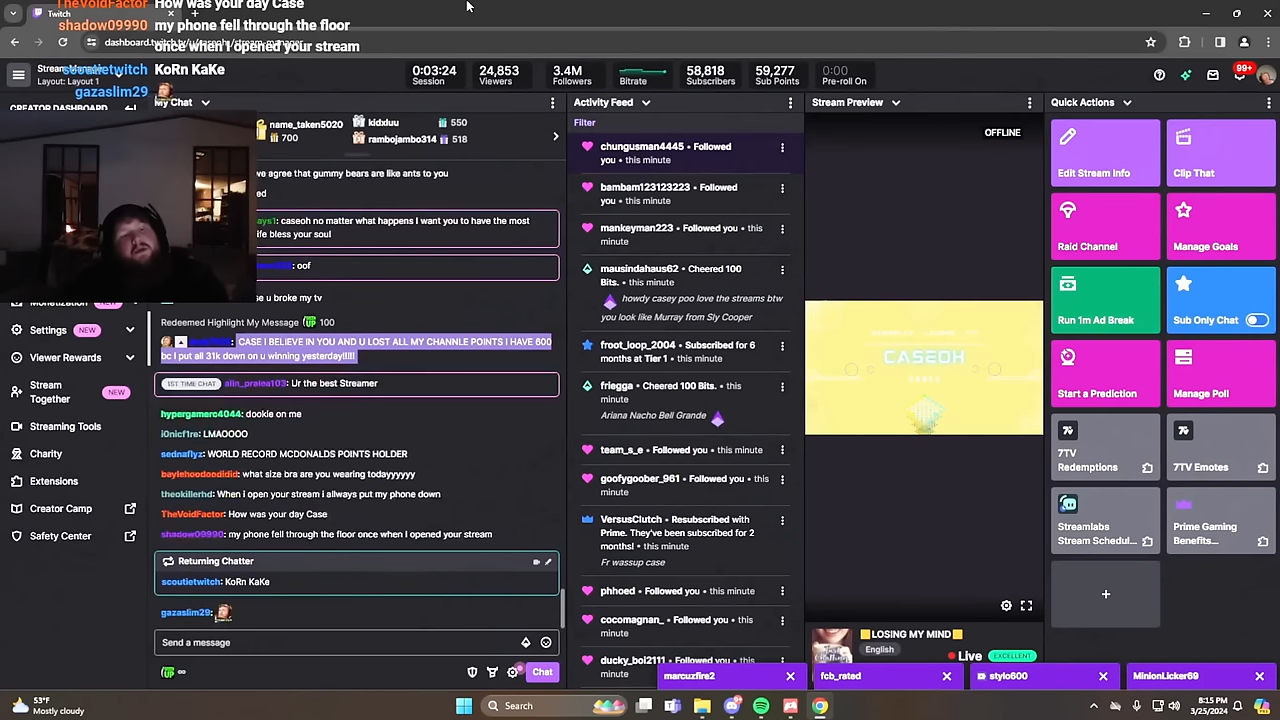 TheVoidFactor
How was your day Case
shadow09990
my phone fell through the floor
once when I opened your stream
scoutietwitch
KoRn KaKe
gazaslim29
Twitch
Stream Manager
Layout: Layout 1
0:03:24
Session
24,853
Viewers
3.4M
Followers
Bitrate
58,818
Subscribers
59,277
Sub Points
0:00
Pre-roll On
99+
CREATOR DASHBOARD
My Chat
name_taken5020
700
kidxduu
550
rambojambo314
518
we agree that gummy bears are like ants to you
ed
ays1: caseoh no matter what happens I want you to have the most
life bless your soul
: oof
se u broke my tv
Redeemed Highlight My Message
UP
100
CASE I BELIEVE IN YOU AND U LOST ALL MY CHANNLE POINTS I HAVE 600
bc I put all 31k down on u winning yesterday!!!!!
1ST TIME CHAT
alin_pralea103: Ur the best Streamer
hypergamerc4044: dookie on me
i0nicf1re: LMAOOOO
sednaflyz: WORLD RECORD MCDONALDS POINTS HOLDER
baylehoodoodidid: what size bra are you wearing todayyyyyy
theokillerhd: When i open your stream i allways put my phone down
TheVoidFactor: How was your day Case
shadow09990: my phone fell through the floor once when I opened your stream
Returning Chatter
scoutietwitch: KoRn KaKe
gazaslim29:
Send a message
UP
∞
Chat
Monetization
NEW
Settings
NEW
Viewer Rewards
Stream
Together
NEW
Streaming Tools
Charity
Extensions
Creator Camp
Safety Center
Activity Feed
Filter
chungusman4445 • Followed
you • this minute
bambam123123223 • Followed
you • this minute
mankeyman223 • Followed you • this
minute
mausindahaus62 • Cheered 100
Bits. • this minute
howdy casey poo love the streams btw
you look like Murray from Sly Cooper
froot_loop_2004 • Subscribed for 6
months at Tier 1 • this minute
friegga • Cheered 100 Bits. • this
minute
Ariana Nacho Bell Grande
team_s_e • Followed you • this minute
goofygoober_961 • Followed you • this
minute
VersusClutch • Resubscribed with
Prime. They've been subscribed for 2
months! • this minute
Fr wassup case
phhoed • Followed you • this minute
cocomagnan_ • Followed you • this
minute
ducky_boi2111 • Followed you • this
Stream Preview
OFFLINE
CASEOH
LOSING MY MIND
English
Live
EXCELLENT
Quick Actions
Edit Stream Info
Clip That
Raid Channel
Manage Goals
Run 1m Ad Break
Sub Only Chat
Start a Prediction
Manage Poll
7TV
Redemptions
7TV Emotes
Streamlabs
Stream Schedul...
Prime Gaming
Benefits...
+
marcuzfire2
fcb_rated
stylo600
MinionLicker69
53°F
Mostly cloudy
Search
8:15 PM
3/25/2024